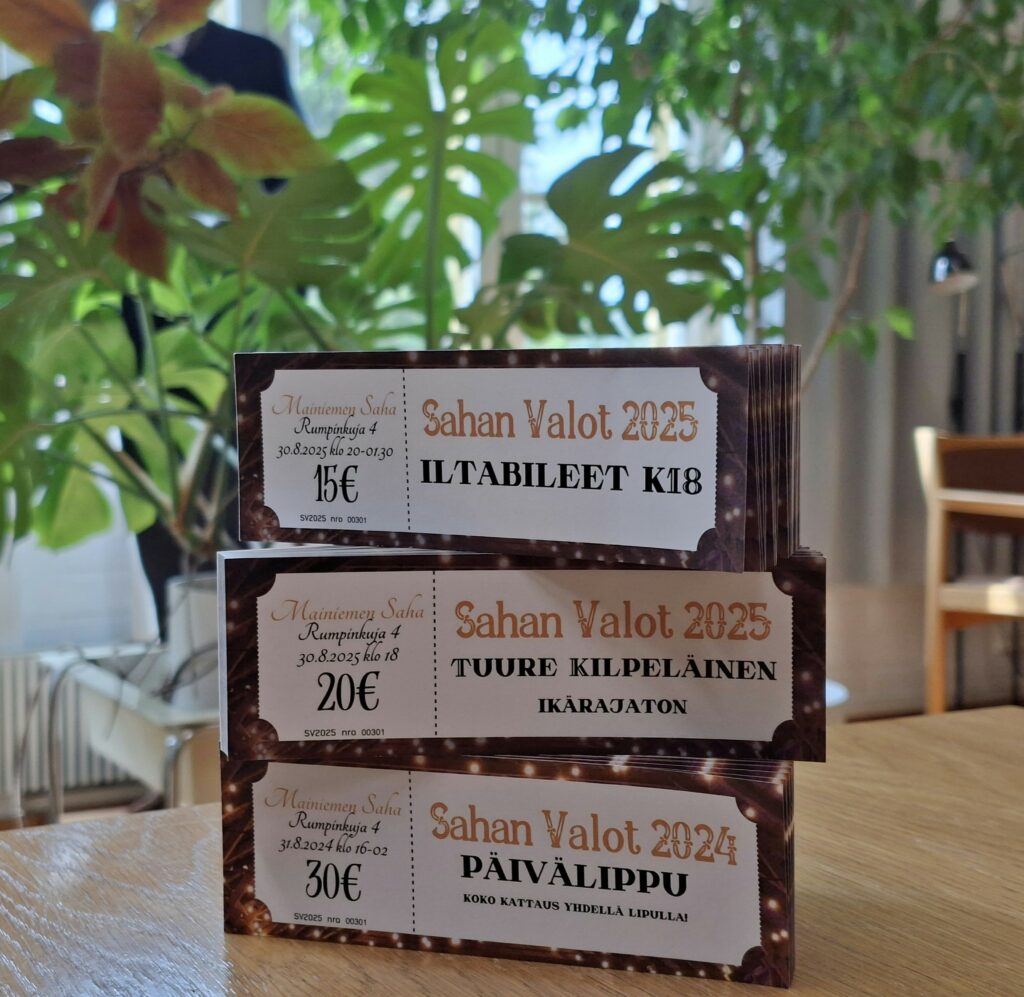 Mainiemen Saha
Rumpinkuja 4
30.8.2025 klo 20-01.30
15€
SV2025 nro 00301
Sahan Valot 2025
ILTABILEET K18
Mainiemen Saha
Rumpinkuja 4
30.8.2025 klo 18
20€
SV2025 nro 00301
Sahan Valot 2025
TUURE KILPELÄINEN
IKÄRAJATON
Mainiemen Saha
Rumpinkuja 4
31.8.2024 klo 16-02
30€
SV2025 nro 00301
Sahan Valot 2024
PÄIVÄLIPPU
KOKO KATTAUS YHDELLÄ LIPULLA!